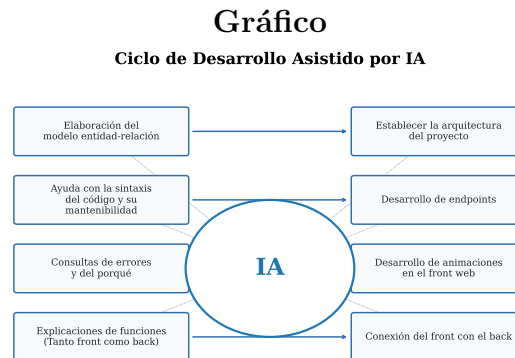 Gráfico
Ciclo de Desarrollo Asistido por IA
Elaboración del
modelo entidad-relación
Establecer la arquitectura
del proyecto
Ayuda con la sintaxis
del código y su
mantenibilidad
Desarrollo de endpoints
IA
Consultas de errores
y del porqué
Desarrollo de animaciones
en el front web
Explicaciones de funciones
(Tanto front como back)
Conexión del front con el back